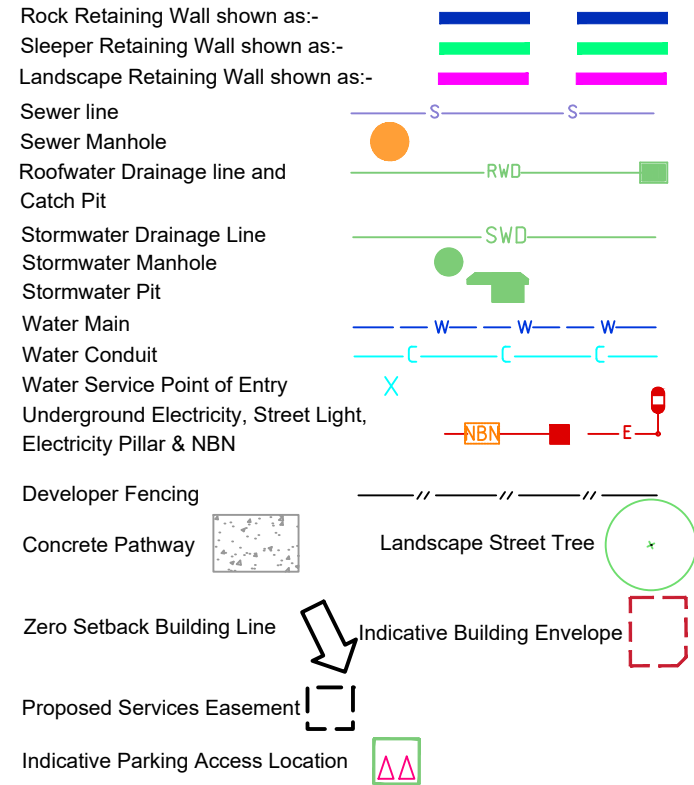 Rock Retaining Wall shown as:-
Sleeper Retaining Wall shown as:-
Landscape Retaining Wall shown as:-
Sewer line S S
Sewer Manhole
Roofwater Drainage line and RWD
Catch Pit
Stormwater Drainage Line SWD
Stormwater Manhole
Stormwater Pit
Water Main W W W
Water Conduit C C C
Water Service Point of Entry X
Underground Electricity, Street Light,
Electricity Pillar & NBN NBN E
Developer Fencing // // //
Concrete Pathway Landscape Street Tree
Zero Setback Building Line Indicative Building Envelope
Proposed Services Easement
Indicative Parking Access Location